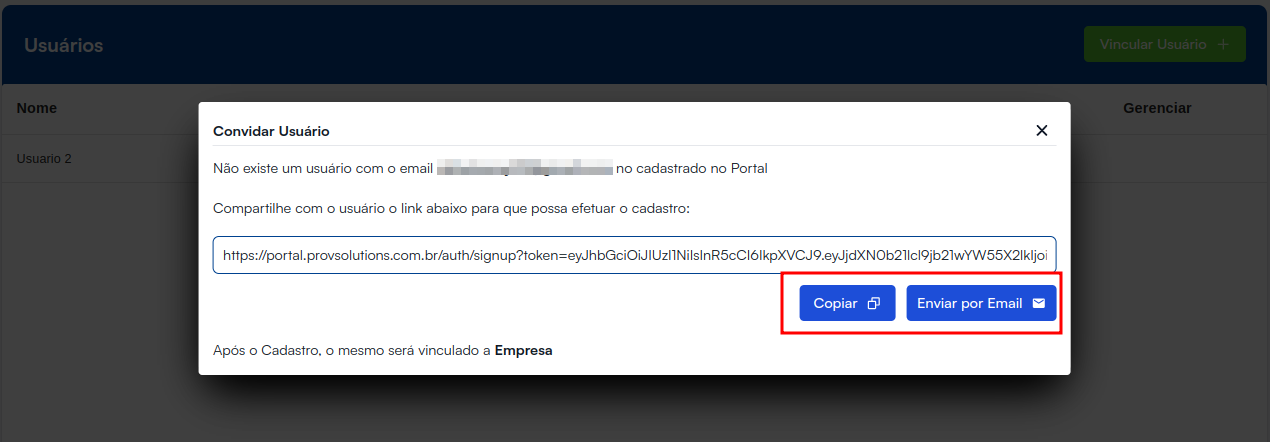 Usuários
Vincular Usuário
Nome
Gerenciar
Usuario 2
Convidar Usuário
Não existe um usuário com o email no cadastrado no Portal
Compartilhe com o usuário o link abaixo para que possa efetuar o cadastro:
https://portal.provsolutions.com.br/auth/signup?token=eyJhbGciOiJIUzI1NiIsInR5cCI6IkpXVCJ9.eyJjdXN0b21lcl9jb21wYW55X2lkIjoi
Copiar
Enviar por Email
Após o Cadastro, o mesmo será vinculado a Empresa